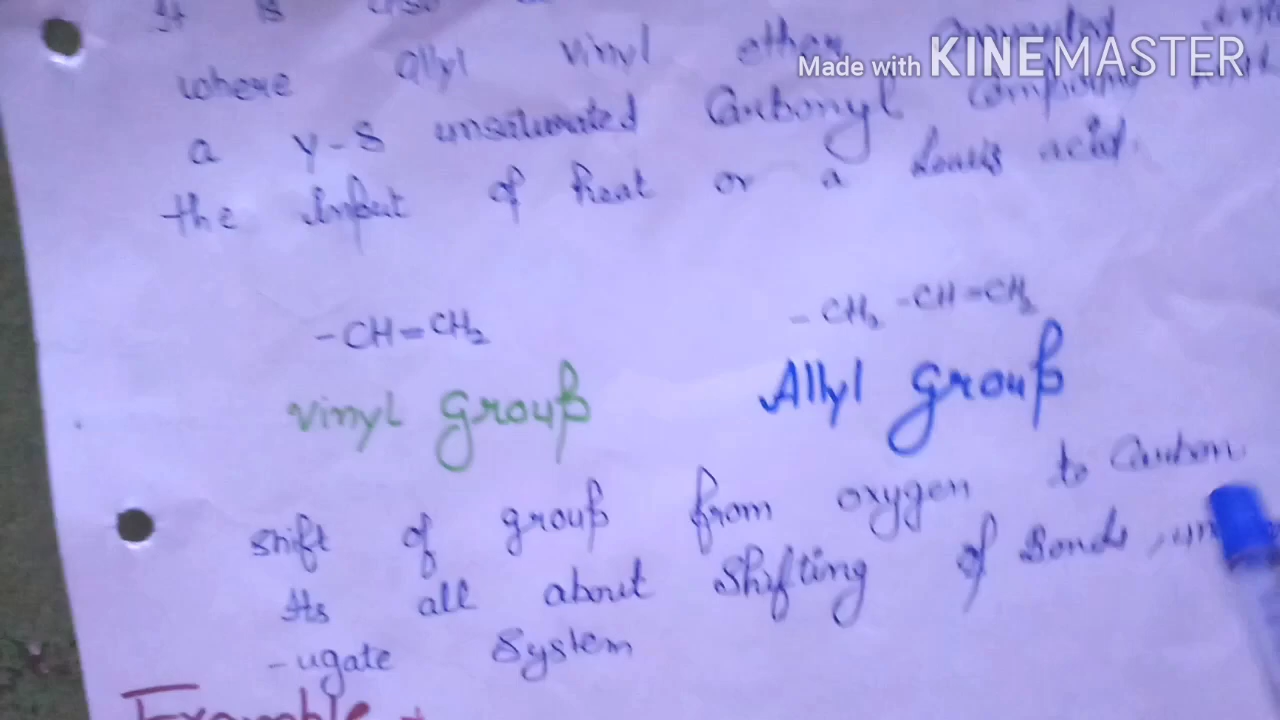 where allyl vinyl ether converted
Made with KINEMASTER
a γ-δ unsaturated Carbonyl compound
the input of heat or a Lewis acid.
-CH=CH₂
-CH₂-CH=CH₂
Vinyl Group
Allyl Group
shift of group from oxygen to Carbon
Its all about Shifting of Bonds
-ugate System
Example